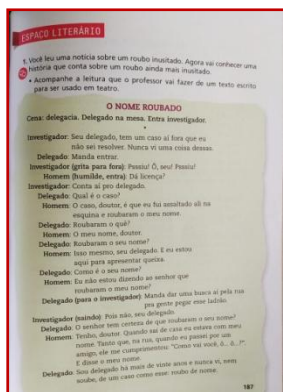 ESPAÇO LITERÁRIO
1. Você leu uma notícia sobre um roubo inusitado. Agora vai conhecer uma
história que conta sobre um roubo ainda mais inusitado.
• Acompanhe a leitura que o professor vai fazer de um texto escrito
para ser usado em teatro.
O NOME ROUBADO
Cena: delegacia. Delegado na mesa. Entra investigador.
Investigador: Seu delegado, tem um caso aí fora que eu
não sei resolver. Nunca vi uma coisa dessas.
Delegado: Manda entrar.
Investigador (grita para fora): Pessiu! Ô, seu! Pssiu!
Homem (humilde, entra): Dá licença?
Investigador: Conta aí pro delegado.
Delegado: Qual é o caso?
Homem: O caso, doutor, é que eu fui assaltado ali na
esquina e roubaram o meu nome.
Delegado: Roubaram o quê?
Homem: O meu nome, doutor.
Delegado: Roubaram o seu nome?
Homem: Isso mesmo, seu delegado. E eu estou
aqui para apresentar queixa.
Delegado: Como é o seu nome?
Homem: Eu não estou dizendo ao senhor que
roubaram o meu nome?
Delegado (para o investigador): Manda dar uma busca aí pela rua
pra gente pegar esse ladrão
Investigador (saindo): Pois não, seu delegado.
Delegado: O senhor tem certeza de que roubaram o seu nome?
Homem: Tenho, doutor. Quando saí de casa eu estava com meu
nome. Tanto que, na rua, quando eu passei por um
amigo, ele me cumprimentou: "Como vai você, ô... ô...?".
E disse o meu nome.
Delegado: Sou delegado há mais de vinte anos e nunca vi, nem
soube, de um caso como esse: roubo de nome.
187